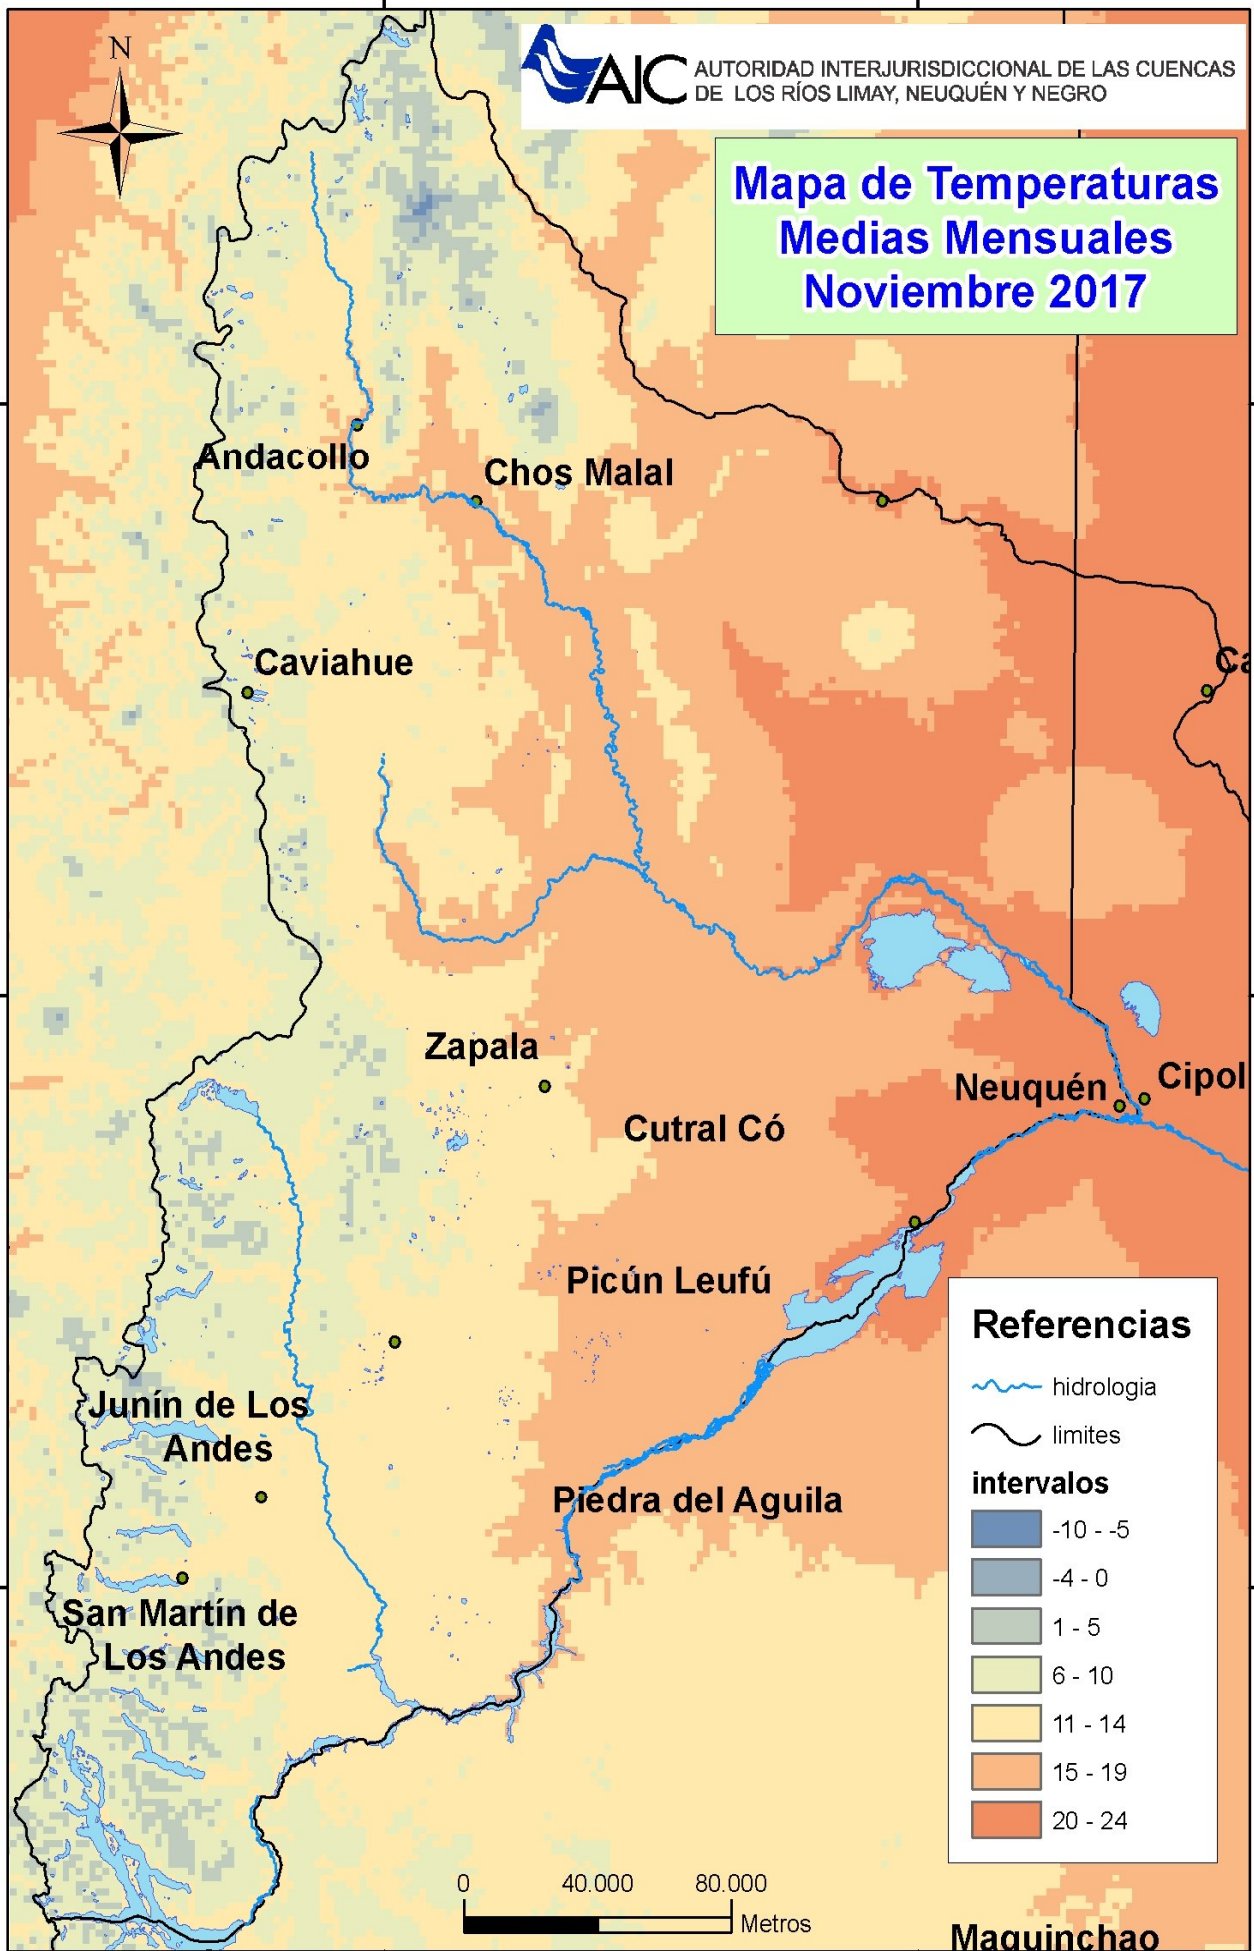 N
AIC
AUTORIDAD INTERJURISDICCIONAL DE LAS CUENCAS
DE LOS RÍOS LIMAY, NEUQUÉN Y NEGRO
Mapa de Temperaturas
Medias Mensuales
Noviembre 2017
Andacollo
Chos Malal
Caviahue
Ca
Zapala
Neuquén
Cipol
Cutral Có
Picún Leufú
Junín de Los
Andes
Piedra del Aguila
San Martín de
Los Andes
Referencias
hidrologia
limites
intervalos
-10 - -5
-4 - 0
1 - 5
6 - 10
11 - 14
15 - 19
20 - 24
0 40.000 80.000
Metros
Maquinchao